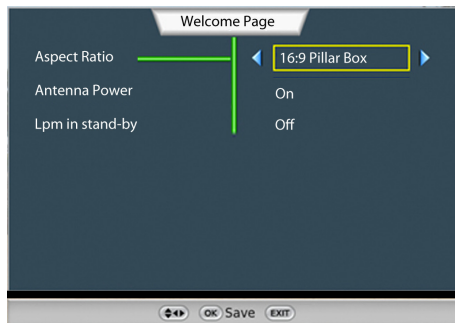 Welcome Page
Aspect Ratio 16:9 Pillar Box
Antenna Power On
Lpm in stand-by Off
OK Save EXIT